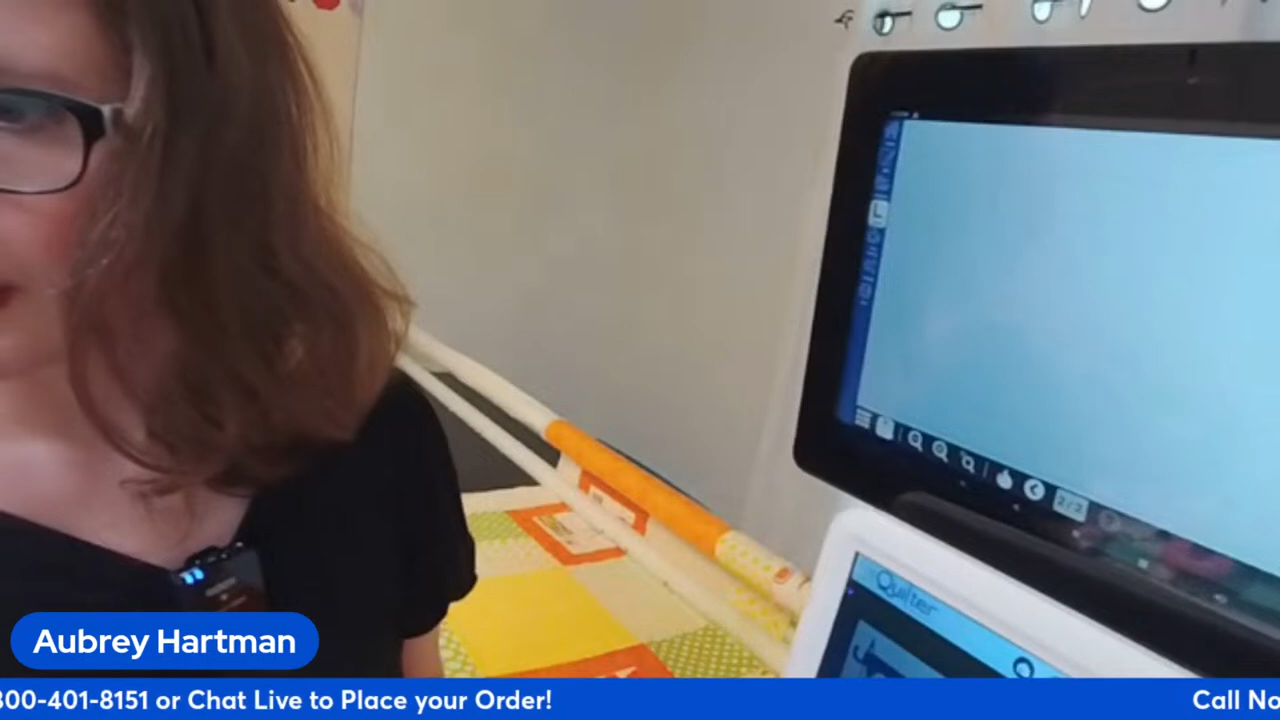 2/2
Quilter
Aubrey Hartman
800-401-8151 or Chat Live to Place your Order!
Call No